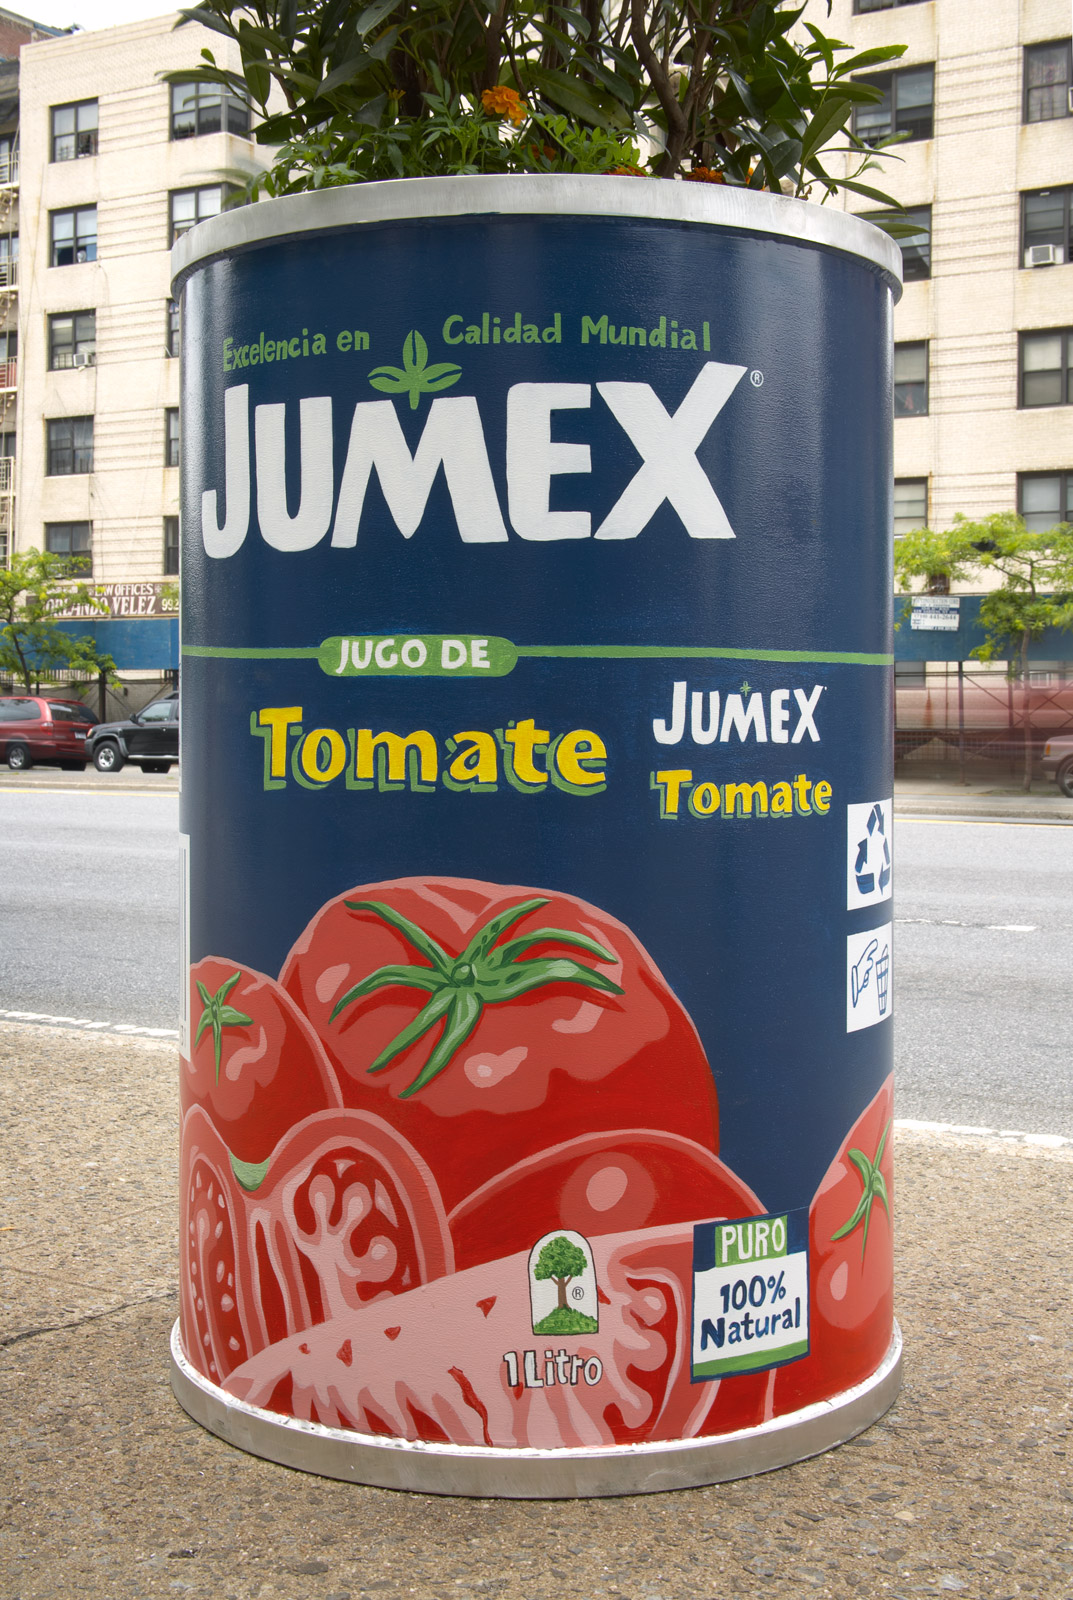 Excelencia en Calidad Mundial
JUMEX®
JUGO DE
Tomate
JUMEX
Tomate
PURO
100%
Natural
®
1 Litro
LAW OFFICES
ORLANDO VELEZ 992